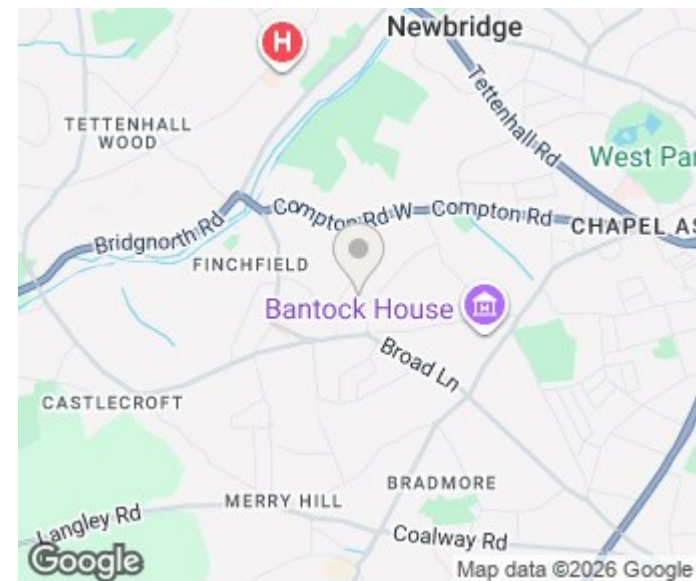 Newbridge
H
Tettenhall Rd
TETTENHALL
WOOD
West Par
Compton Rd W
Compton Rd
CHAPEL AS
Bridgnorth Rd
FINCHFIELD
Bantock House
Broad Ln
CASTLECROFT
BRADMORE
MERRY HILL
Langley Rd
Coalway Rd
Google
Map data ©2026 Google